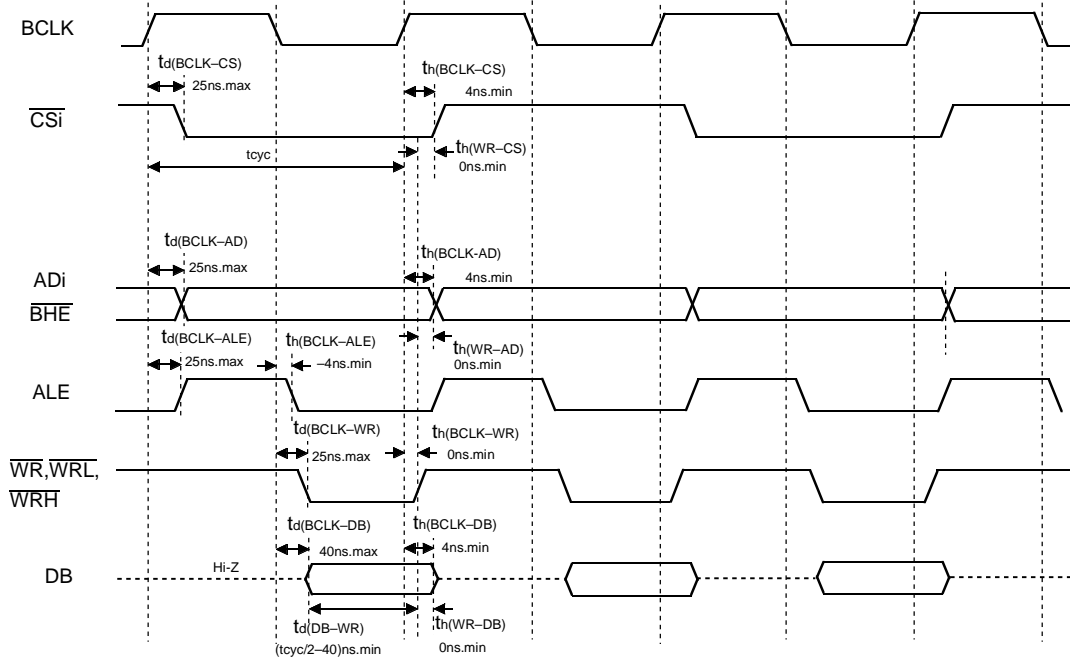 BCLK
td(BCLK–CS)
25ns.max
th(BCLK–CS)
4ns.min
CSi
tcyc
th(WR–CS)
0ns.min
td(BCLK–AD)
25ns.max
th(BCLK-AD)
4ns.min
ADi
BHE
td(BCLK–ALE)
25ns.max
th(BCLK–ALE)
–4ns.min
th(WR–AD)
0ns.min
ALE
td(BCLK–WR)
25ns.max
th(BCLK–WR)
0ns.min
WR,WRL,
WRH
td(BCLK–DB)
40ns.max
th(BCLK–DB)
4ns.min
DB
Hi-Z
td(DB–WR)
(tcyc/2–40)ns.min
th(WR–DB)
0ns.min